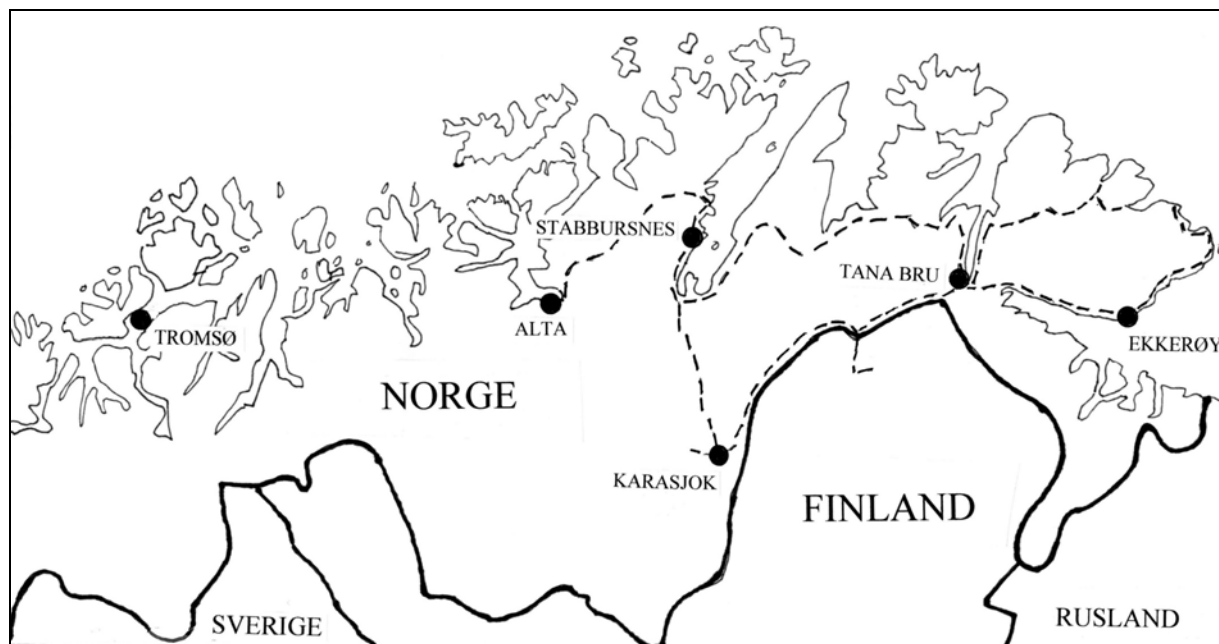 STABBURSNES
TANA BRU
ALTA
TROMSØ
EKKERØY
NORGE
KARASJOK
FINLAND
SVERIGE
RUSLAND